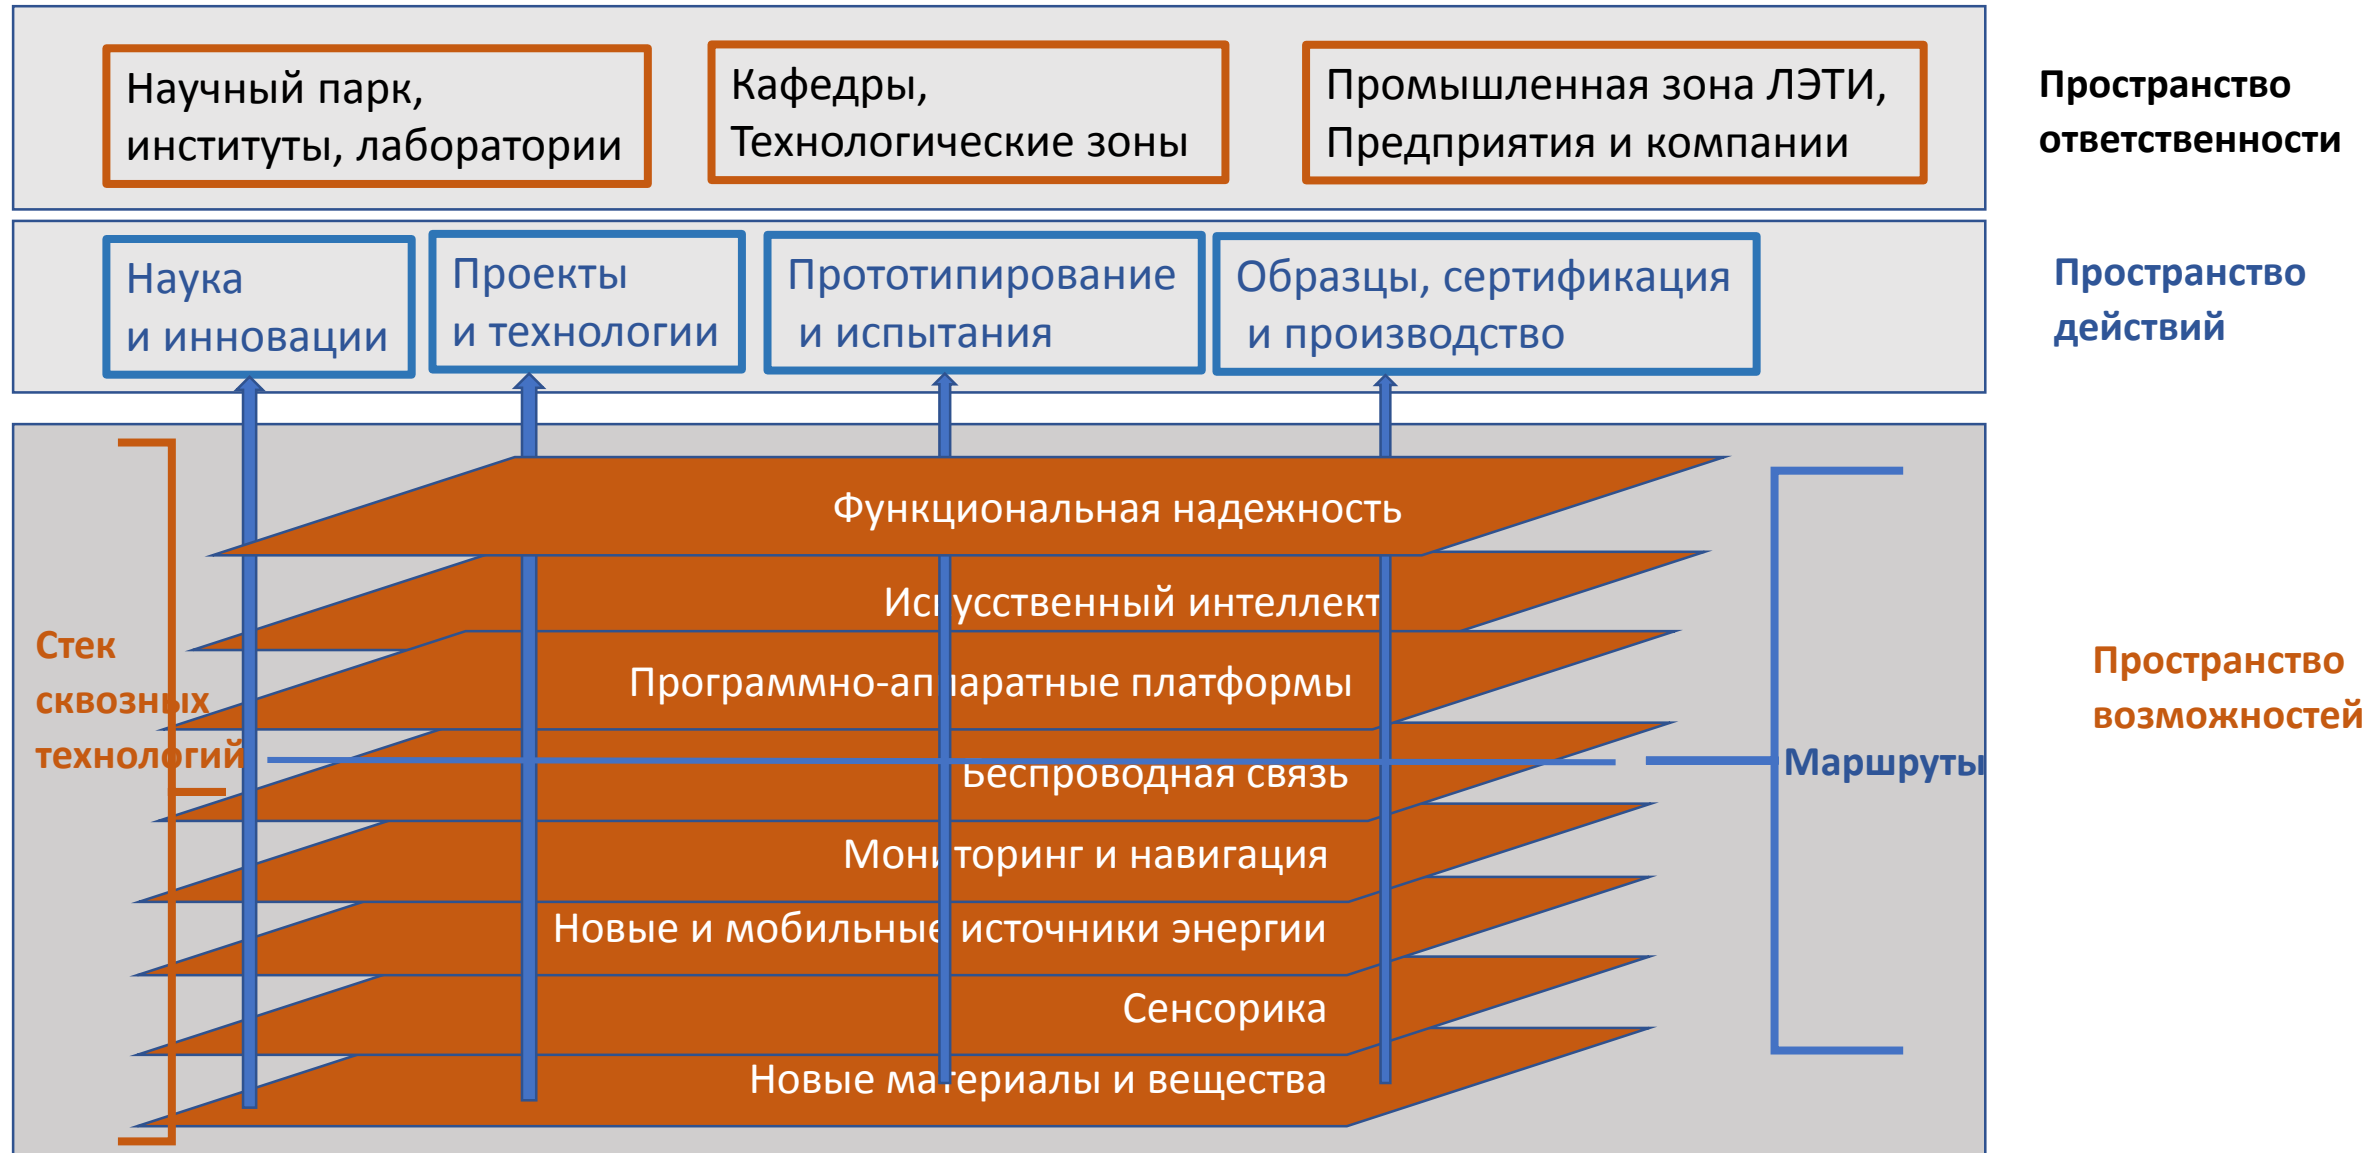 Научный парк,
институты, лаборатории
Кафедры,
Технологические зоны
Промышленная зона ЛЭТИ,
Предприятия и компании
Пространство
ответственности
Наука
и инновации
Проекты
и технологии
Прототипирование
и испытания
Образцы, сертификация
и производство
Пространство
действий
Стек
сквозных
технологий
Функциональная надежность
Искусственный интеллект
Программно-аппаратные платформы
Беспроводная связь
Мониторинг и навигация
Новые и мобильные источники энергии
Сенсорика
Новые материалы и вещества
Маршруты
Пространство
возможностей